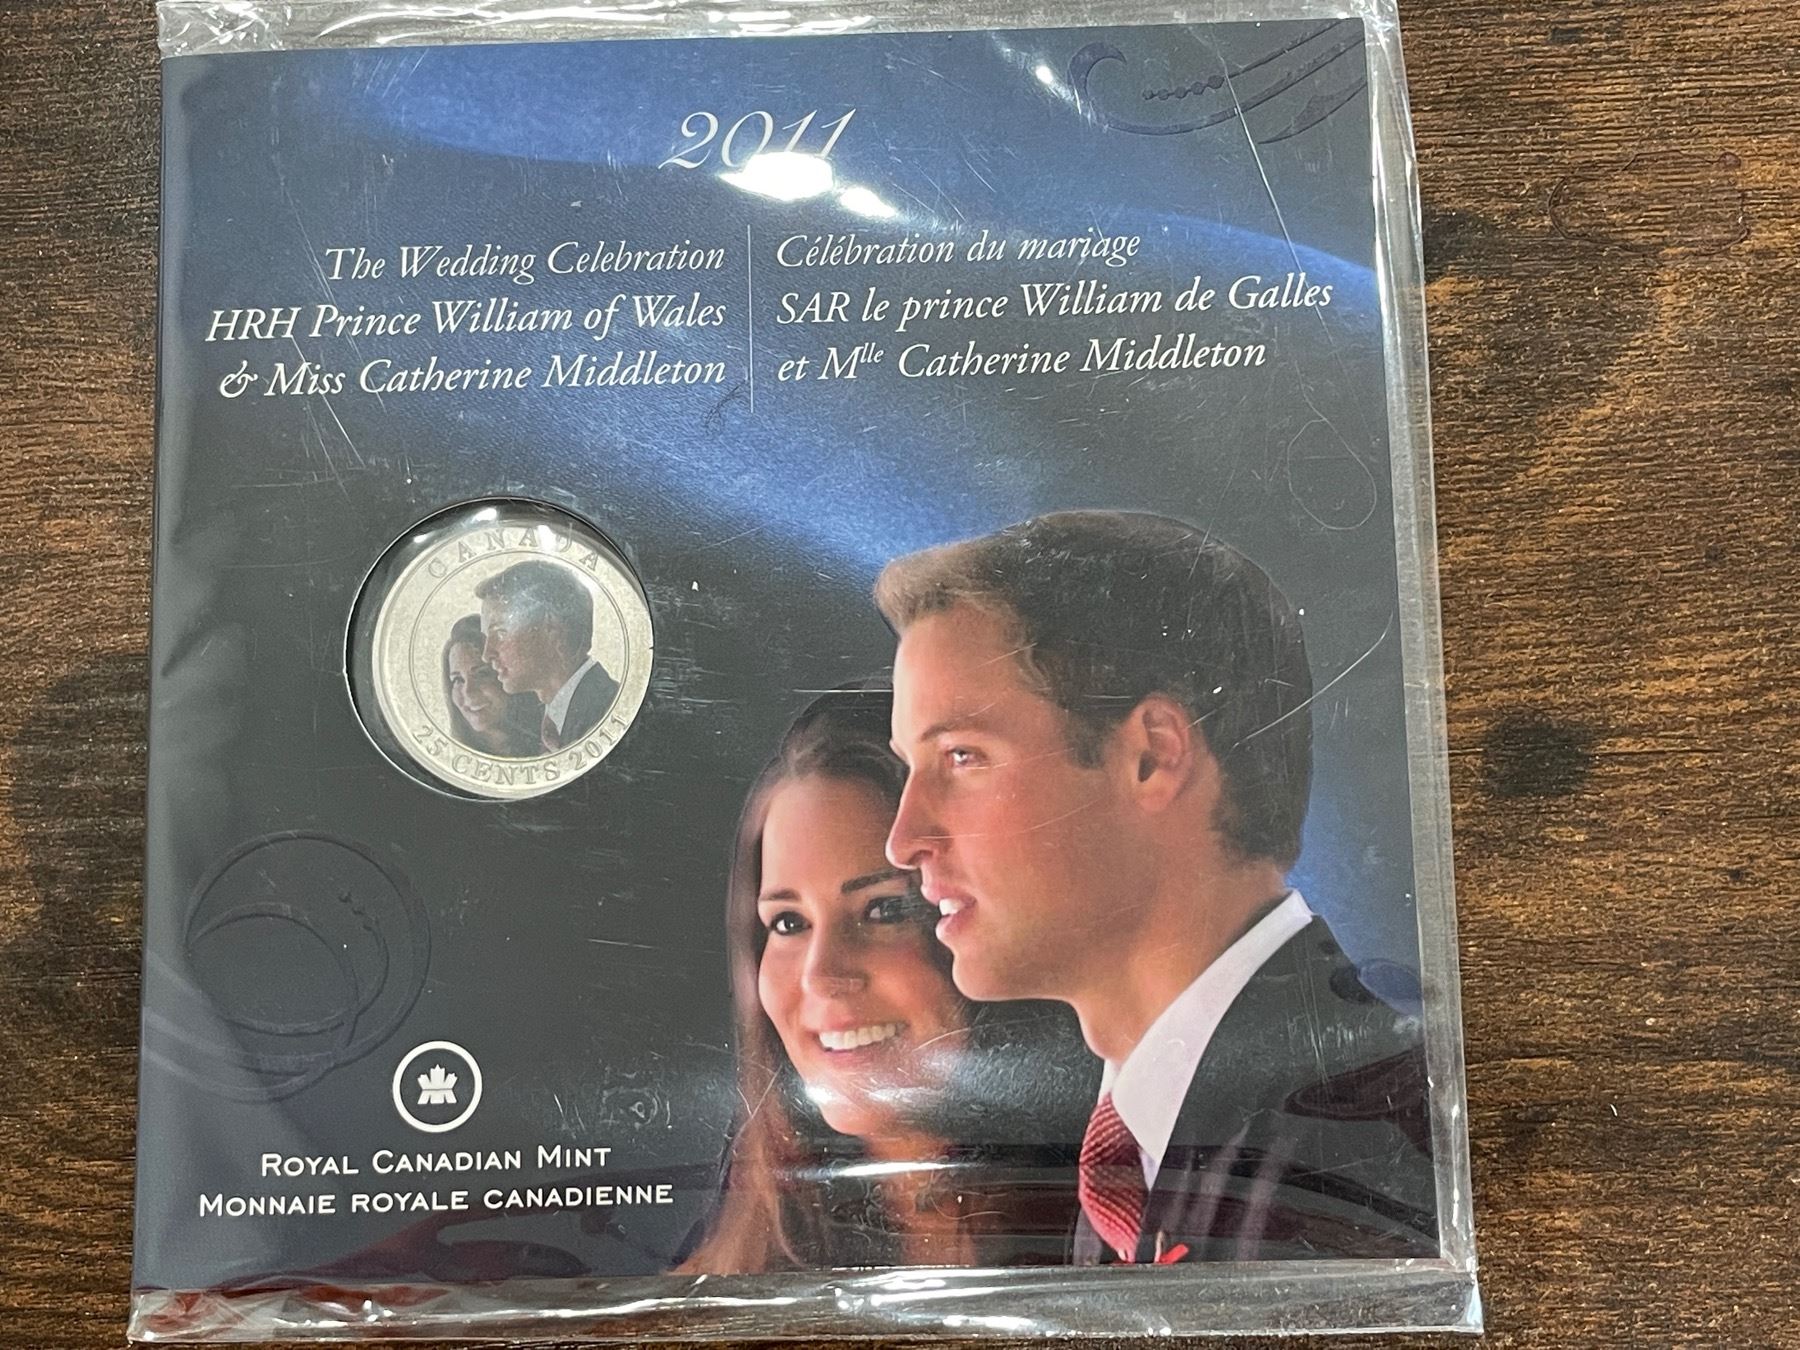 2011
The Wedding Celebration
HRH Prince William of Wales
& Miss Catherine Middleton
Célébration du mariage
SAR le prince William de Galles
et Mlle Catherine Middleton
CANADA
25 CENTS 2011
ROYAL CANADIAN MINT
MONNAIE ROYALE CANADIENNE